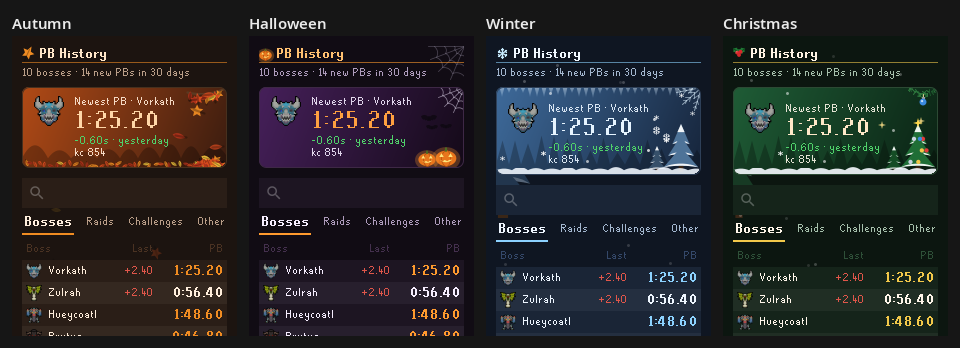 Autumn
PB History
10 bosses · 14 new PBs in 30 days
Newest PB · Vorkath
1:25.20
-0.60s · yesterday
kc 854
Bosses Raids Challenges Other
Boss Last PB
Vorkath +2.40 1:25.20
Zulrah +2.40 0:56.40
Hueycoatl 1:48.60
Halloween
PB History
10 bosses · 14 new PBs in 30 days
Newest PB · Vorkath
1:25.20
-0.60s · yesterday
kc 854
Bosses Raids Challenges Other
Boss Last PB
Vorkath +2.40 1:25.20
Zulrah +2.40 0:56.40
Hueycoatl 1:48.60
Winter
PB History
10 bosses · 14 new PBs in 30 days
Newest PB · Vorkath
1:25.20
-0.60s · yesterday
kc 854
Bosses Raids Challenges Other
Boss Last PB
Vorkath +2.40 1:25.20
Zulrah +2.40 0:56.40
Hueycoatl 1:48.60
Christmas
PB History
10 bosses · 14 new PBs in 30 days
Newest PB · Vorkath
1:25.20
-0.60s · yesterday
kc 854
Bosses Raids Challenges Other
Boss Last PB
Vorkath +2.40 1:25.20
Zulrah +2.40 0:56.40
Hueycoatl 1:48.60